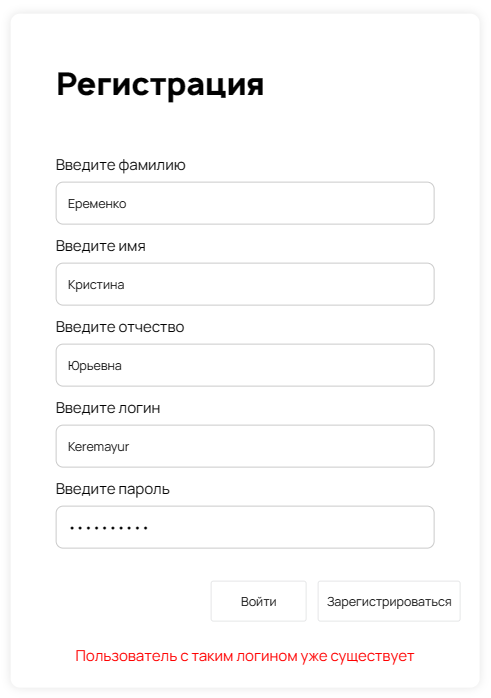 Регистрация
Введите фамилию
Еременко
Введите имя
Кристина
Введите отчество
Юрьевна
Введите логин
Keremayur
Введите пароль
••••••••••
Войти Зарегистрироваться
Пользователь с таким логином уже существует